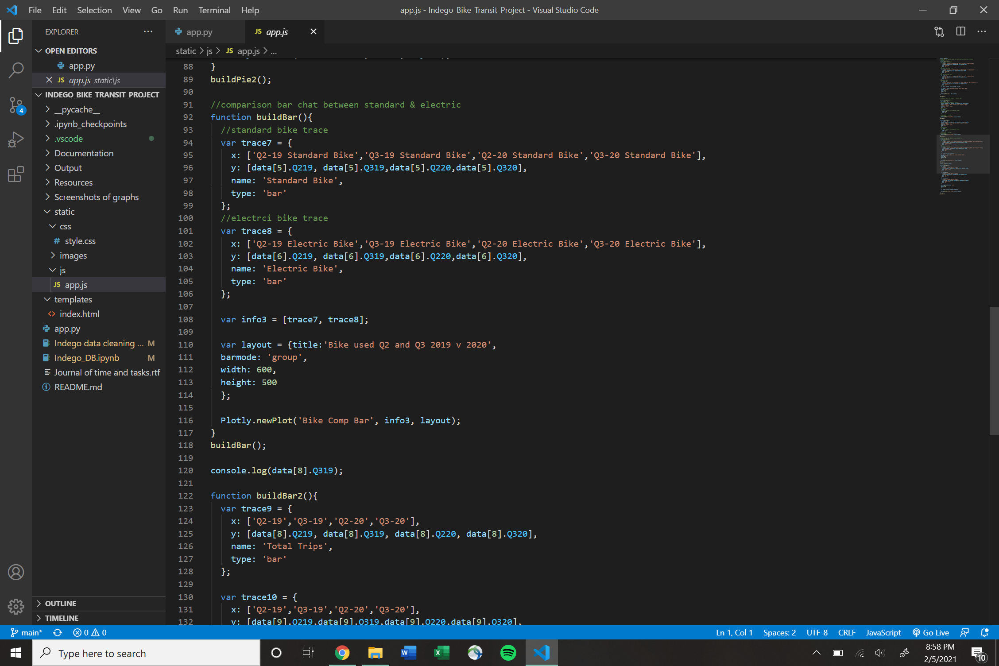 File Edit Selection View Go Run Terminal Help
app.js - Indego_Bike_Transit_Project - Visual Studio Code
EXPLORER
OPEN EDITORS
app.py
JS app.js static\js
INDEGO_BIKE_TRANSIT_PROJECT
__pycache__
.ipynb_checkpoints
.vscode
Documentation
Output
Resources
Screenshots of graphs
static
css
# style.css
images
js
JS app.js
templates
<> index.html
app.py
Indego data cleaning ... M
Indego_DB.ipynb M
Journal of time and tasks.rtf
README.md
OUTLINE
TIMELINE
4
app.py
JS app.js
static > js > JS app.js > ...
88 }
89 buildPie2();
90
91 //comparison bar chat between standard & electric
92 function buildBar(){
93 //standard bike trace
94 var trace7 = {
95 x: ['Q2-19 Standard Bike','Q3-19 Standard Bike','Q2-20 Standard Bike','Q3-20 Standard Bike'],
96 y: [data[5].Q219, data[5].Q319,data[5].Q220,data[5].Q320],
97 name: 'Standard Bike',
98 type: 'bar'
99 };
100 //electrci bike trace
101 var trace8 = {
102 x: ['Q2-19 Electric Bike','Q3-19 Electric Bike','Q2-20 Electric Bike','Q3-20 Electric Bike'],
103 y: [data[6].Q219, data[6].Q319,data[6].Q220,data[6].Q320],
104 name: 'Electric Bike',
105 type: 'bar'
106 };
107
108 var info3 = [trace7, trace8];
109
110 var layout = {title:'Bike used Q2 and Q3 2019 v 2020',
111 barmode: 'group',
112 width: 600,
113 height: 500
114 };
115
116 Plotly.newPlot('Bike Comp Bar', info3, layout);
117 }
118 buildBar();
119
120 console.log(data[8].Q319);
121
122 function buildBar2(){
123 var trace9 = {
124 x: ['Q2-19','Q3-19','Q2-20','Q3-20'],
125 y: [data[8].Q219, data[8].Q319, data[8].Q220, data[8].Q320],
126 name: 'Total Trips',
127 type: 'bar'
128 };
129
130 var trace10 = {
131 x: ['Q2-19','Q3-19','Q2-20','Q3-20'],
132 y: [data[9].Q219,data[9].Q319,data[9].Q220,data[9].Q320],
main* 0 0
Ln 1, Col 1 Spaces: 2 UTF-8 CRLF JavaScript Go Live
Type here to search
8:58 PM
2/5/2021
10